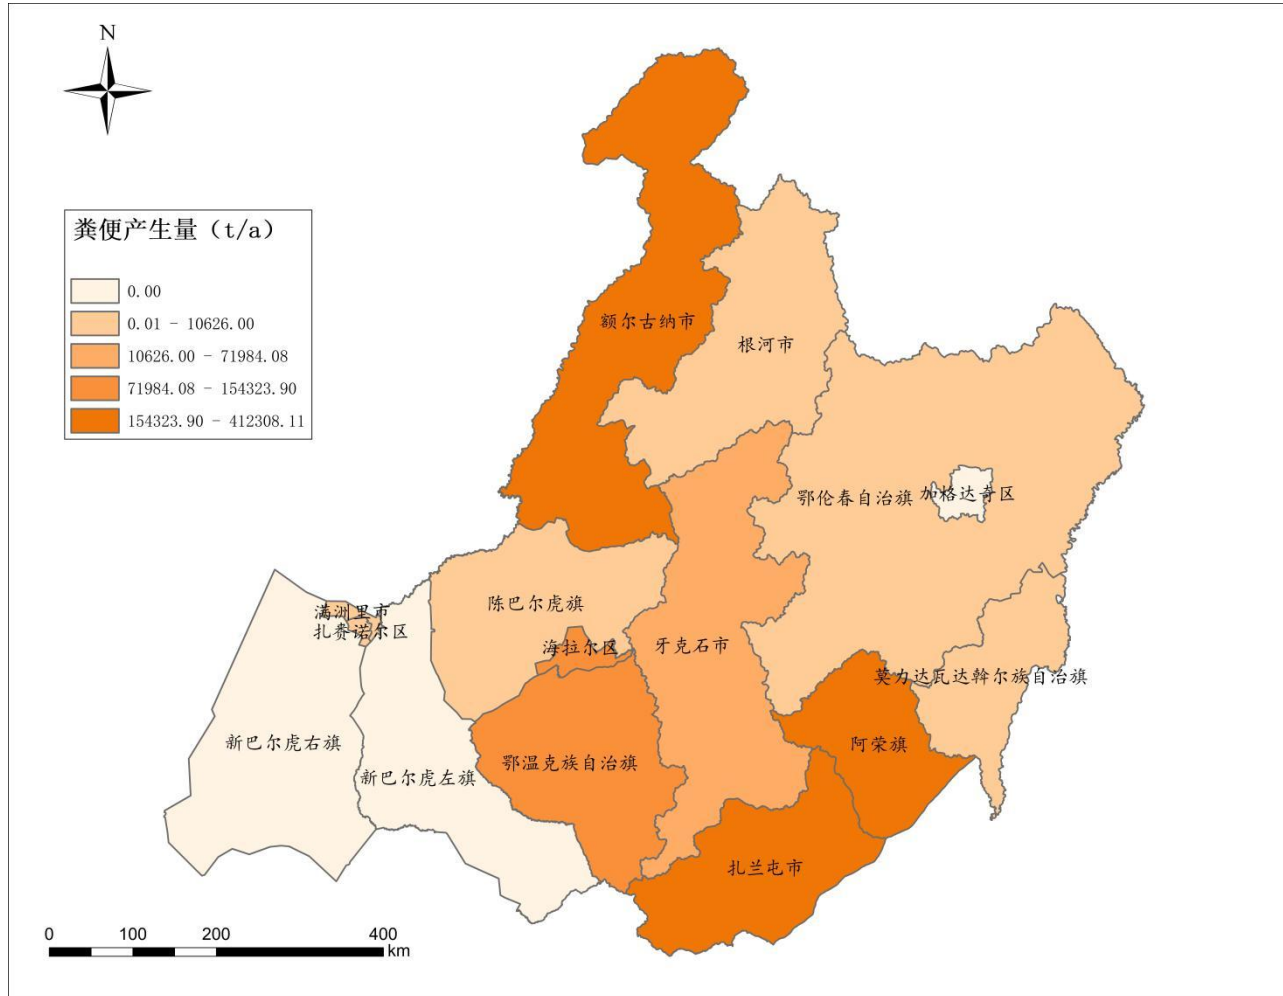 N
粪便产生量（t/a）
0.00
0.01 - 10626.00
10626.00 - 71984.08
71984.08 - 154323.90
154323.90 - 412308.11
额尔古纳市
根河市
鄂伦春自治旗
加格达奇区
陈巴尔虎旗
满洲里市
扎赉诺尔区
海拉尔区
牙克石市
莫力达瓦达斡尔族自治旗
新巴尔虎右旗
阿荣旗
鄂温克族自治旗
新巴尔虎左旗
扎兰屯市
0 100 200 400
km